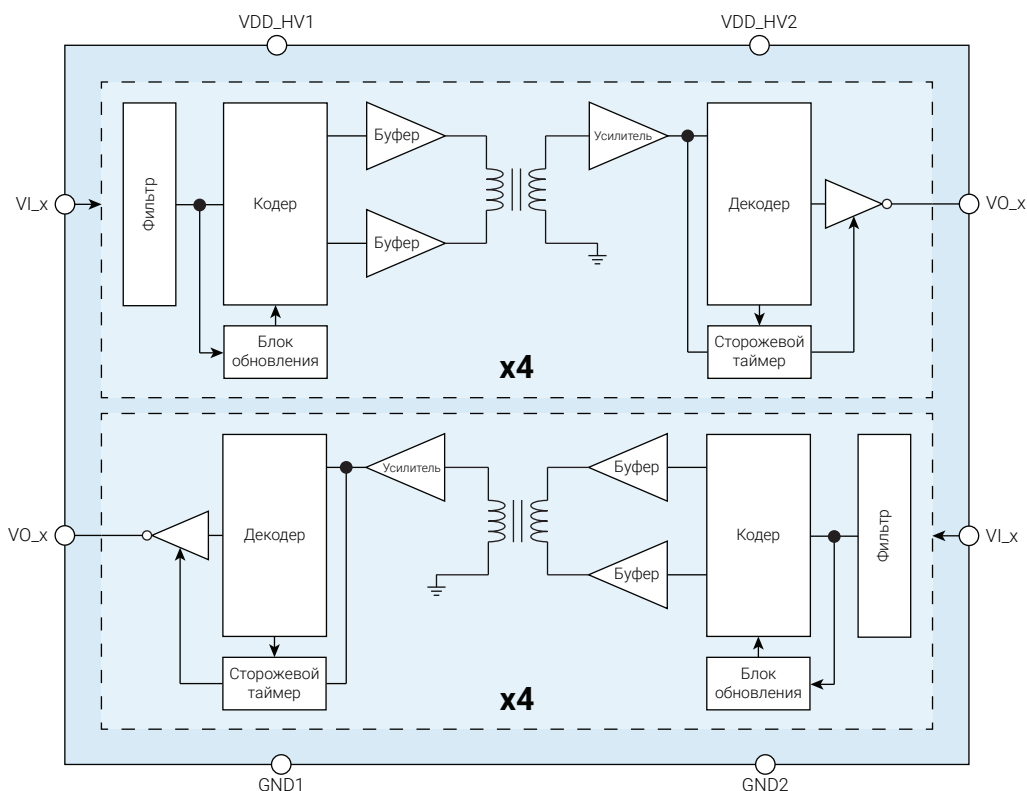 VDD_HV1
VDD_HV2
Фильтр
Кодер
Буфер
Буфер
Усилитель
Декодер
VI_x
VO_x
Блок
обновления
Сторожевой
таймер
x4
Декодер
Усилитель
Буфер
Буфер
Кодер
Фильтр
VO_x
VI_x
Сторожевой
таймер
Блок
обновления
x4
GND1
GND2